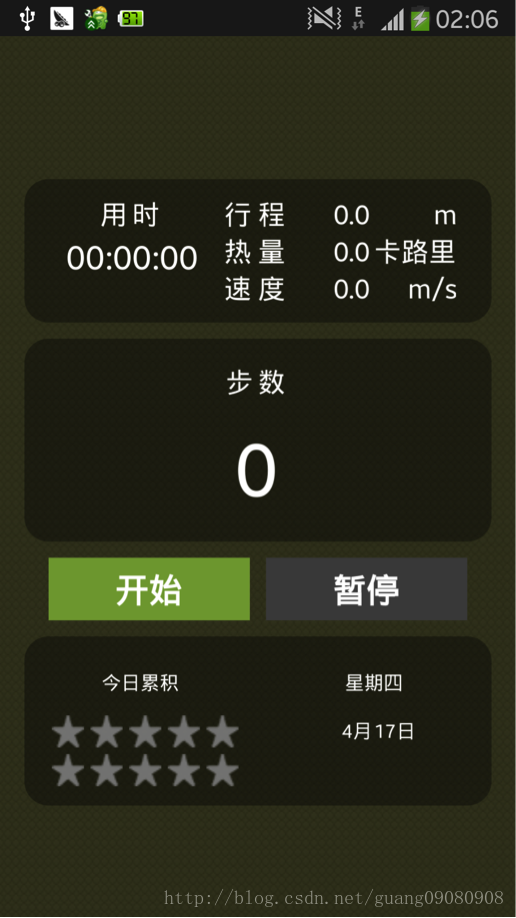 97 E 02:06
用时
00:00:00
行程 0.0 m
热量 0.0 卡路里
速度 0.0 m/s
步数
0
开始 暂停
今日累积 星期四
4月17日
http://blog.csdn.net/guang09080908